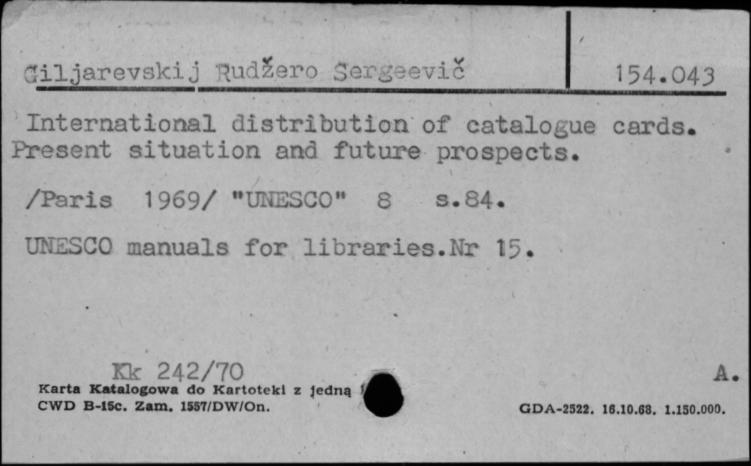 Giljarevskij Rudžero Sergeevič 154.043
International distribution of catalogue cards.
Present situation and future prospects.
/Paris 1969/ "UNESCO" 8 s.84.
UNESCO manuals for libraries.Nr 15.
Kk 242/70 A.
Karta Katalogowa do Kartoteki z jedną
CWD B-15c. Zam. 1557/DW/On. GDA-2522. 16.10.68. 1.150.000.